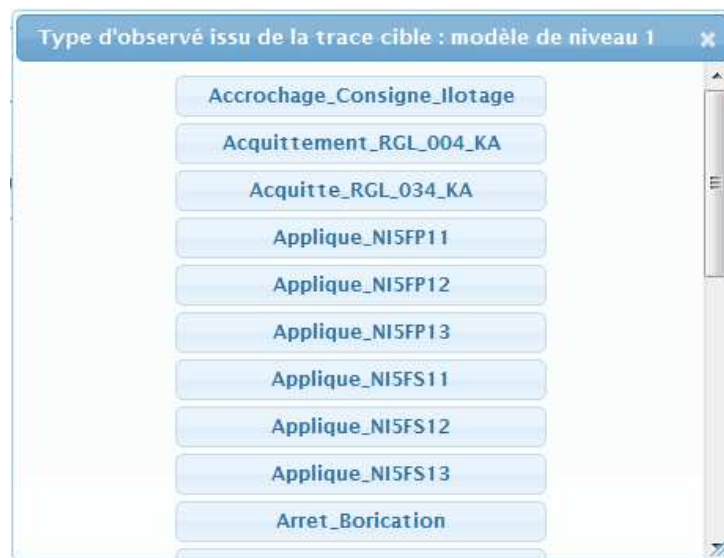 Type d'observé issu de la trace cible : modèle de niveau 1
Accrochage_Consigne_Ilotage
Acquittement_RGL_004_KA
Acquitte_RGL_034_KA
Applique_NI5FP11
Applique_NI5FP12
Applique_NI5FP13
Applique_NI5FS11
Applique_NI5FS12
Applique_NI5FS13
Arret_Borication